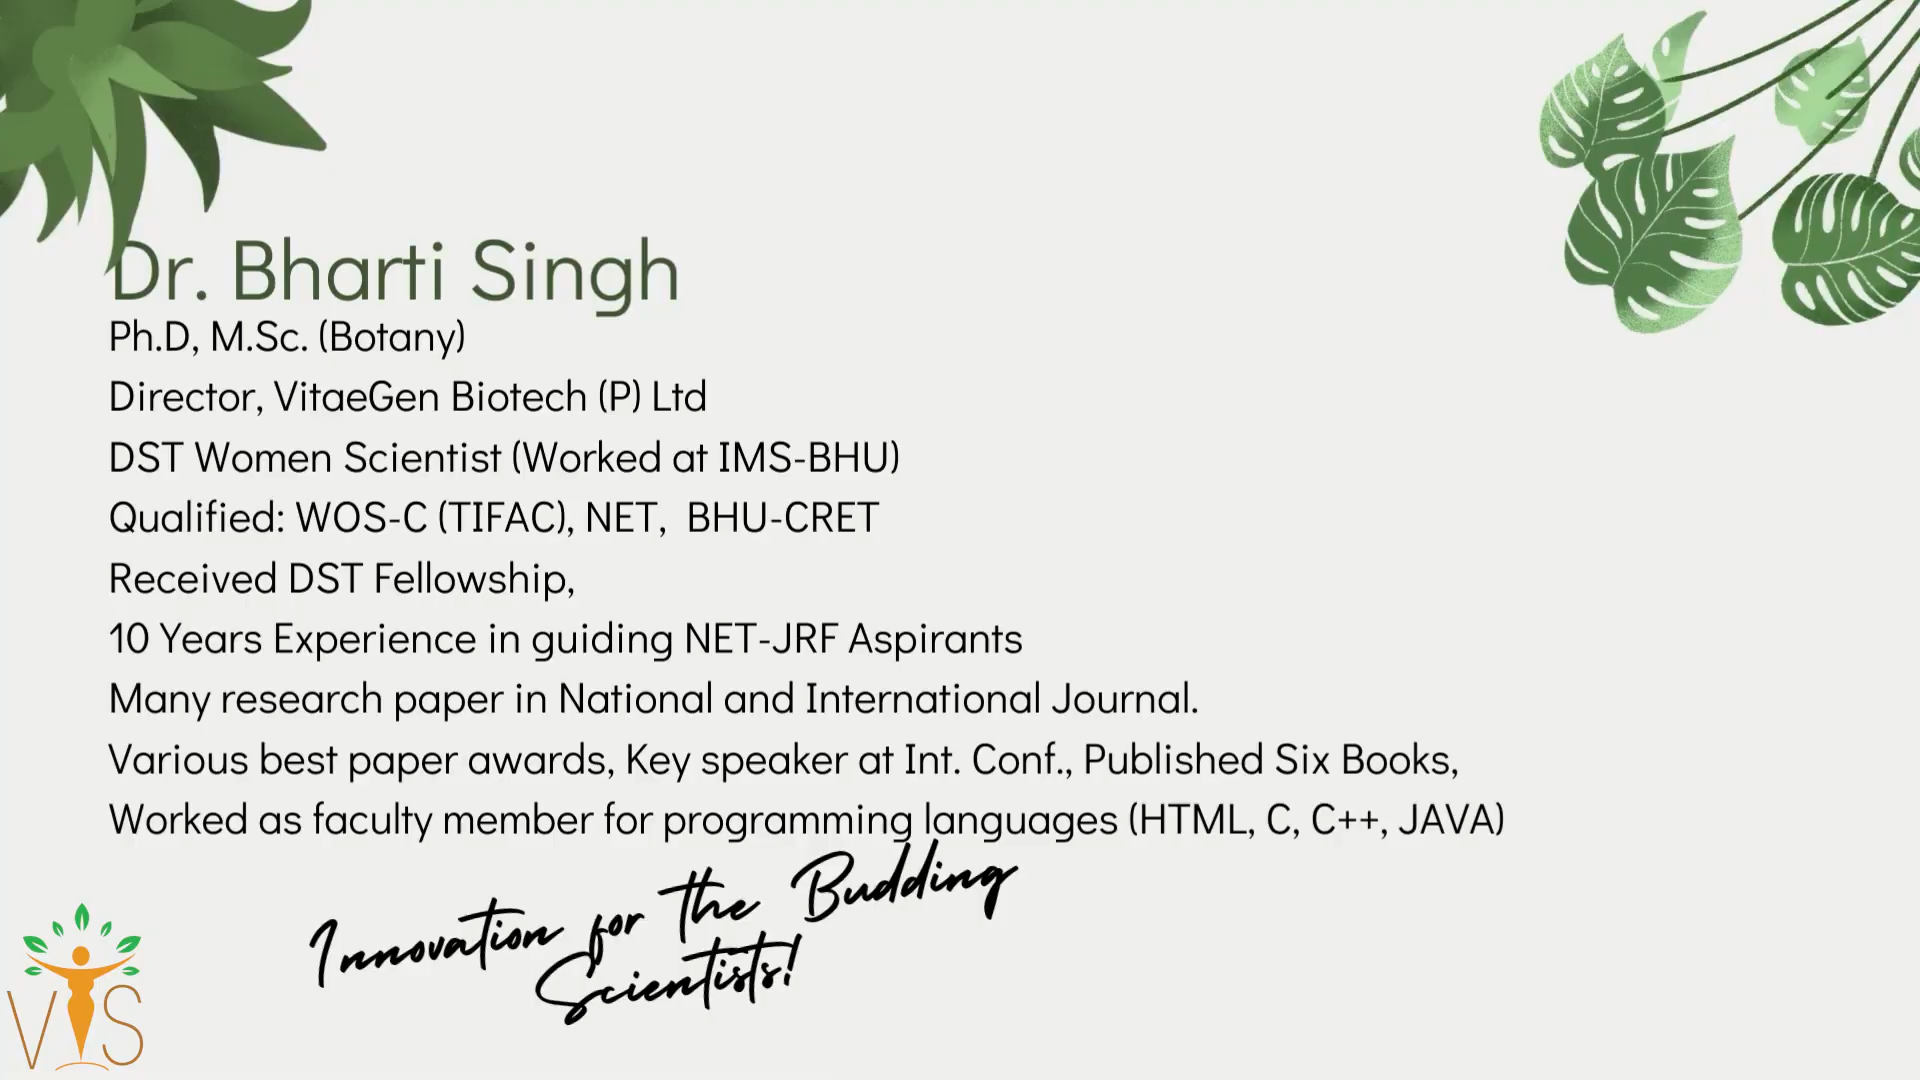 Dr. Bharti Singh
Ph.D, M.Sc. (Botany)
Director, VitaeGen Biotech (P) Ltd
DST Women Scientist (Worked at IMS-BHU)
Qualified: WOS-C (TIFAC), NET,  BHU-CRET
Received DST Fellowship,
10 Years Experience in guiding NET-JRF Aspirants
Many research paper in National and International Journal.
Various best paper awards, Key speaker at Int. Conf., Published Six Books,
Worked as faculty member for programming languages (HTML, C, C++, JAVA)
Innovation for the Budding
Scientists!
VIS